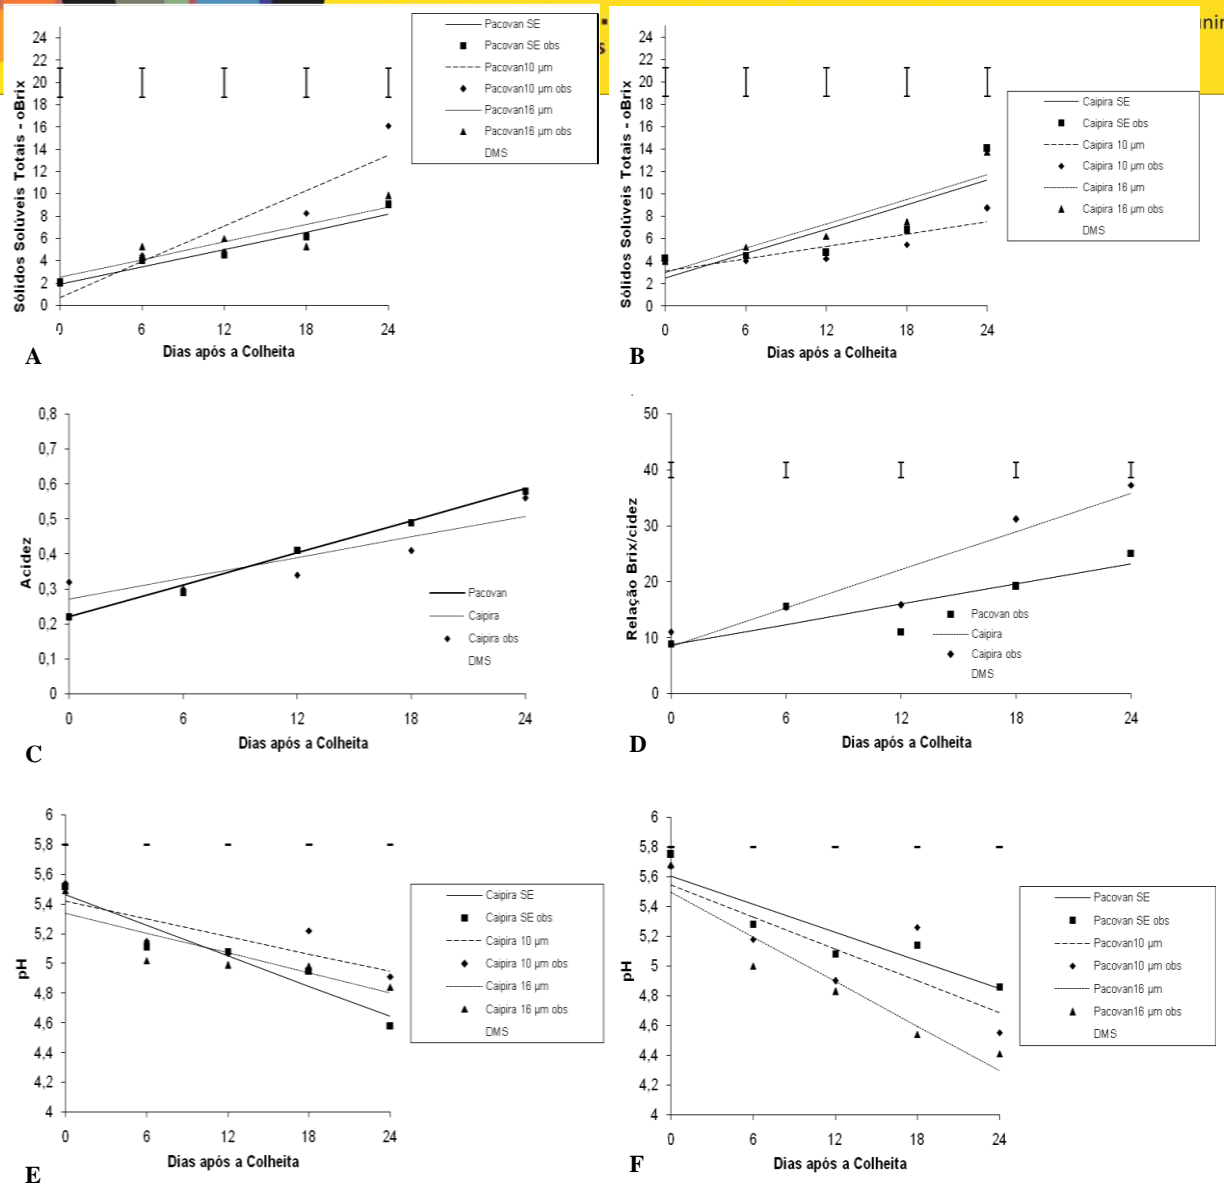 s
unir
24
22
20
18
16
14
12
10
8
6
4
2
0
Sólidos Solúveis Totais - oBrix
0 6 12 18 24
Dias após a Colheita
A
Pacovan SE
Pacovan SE obs
Pacovan10 µm
Pacovan10 µm obs
Pacovan16 µm
Pacovan16 µm obs
DMS
24
22
20
18
16
14
12
10
8
6
4
2
0
Sólidos Solúveis Totais - oBrix
0 6 12 18 24
Dias após a Colheita
B
Caipira SE
Caipira SE obs
Caipira 10 µm
Caipira 10 µm obs
Caipira 16 µm
Caipira 16 µm obs
DMS
0,8
0,7
0,6
0,5
0,4
0,3
0,2
0,1
0
Acidez
0 6 12 18 24
Dias após a Colheita
C
Pacovan
Caipira
Caipira obs
DMS
50
40
30
20
10
0
Relação Brix/cidez
0 6 12 18 24
Dias após a Colheita
D
Pacovan obs
Caipira
Caipira obs
DMS
6
5,8
5,6
5,4
5,2
5
4,8
4,6
4,4
4,2
4
pH
0 6 12 18 24
Dias após a Colheita
E
Caipira SE
Caipira SE obs
Caipira 10 µm
Caipira 10 µm obs
Caipira 16 µm
Caipira 16 µm obs
DMS
6
5,8
5,6
5,4
5,2
5
4,8
4,6
4,4
4,2
4
pH
0 6 12 18 24
Dias após a Colheita
F
Pacovan SE
Pacovan SE obs
Pacovan10 µm
Pacovan10 µm obs
Pacovan16 µm
Pacovan16 µm obs
DMS